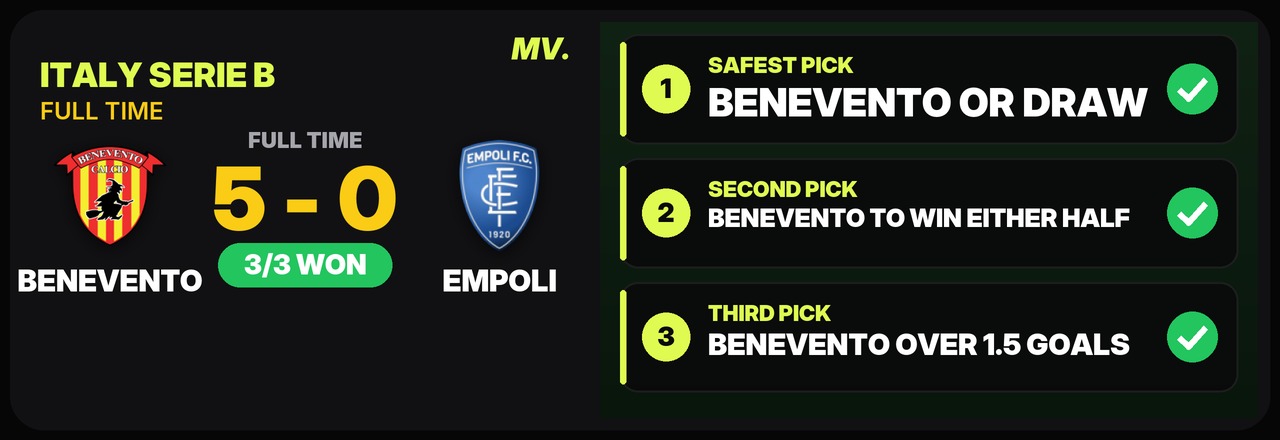 MV.
ITALY SERIE B
FULL TIME
FULL TIME
BENEVENTO
CALCIO
5 - 0
EMPOLI F.C.
1920
3/3 WON
BENEVENTO
EMPOLI
1
SAFEST PICK
BENEVENTO OR DRAW
2
SECOND PICK
BENEVENTO TO WIN EITHER HALF
3
THIRD PICK
BENEVENTO OVER 1.5 GOALS